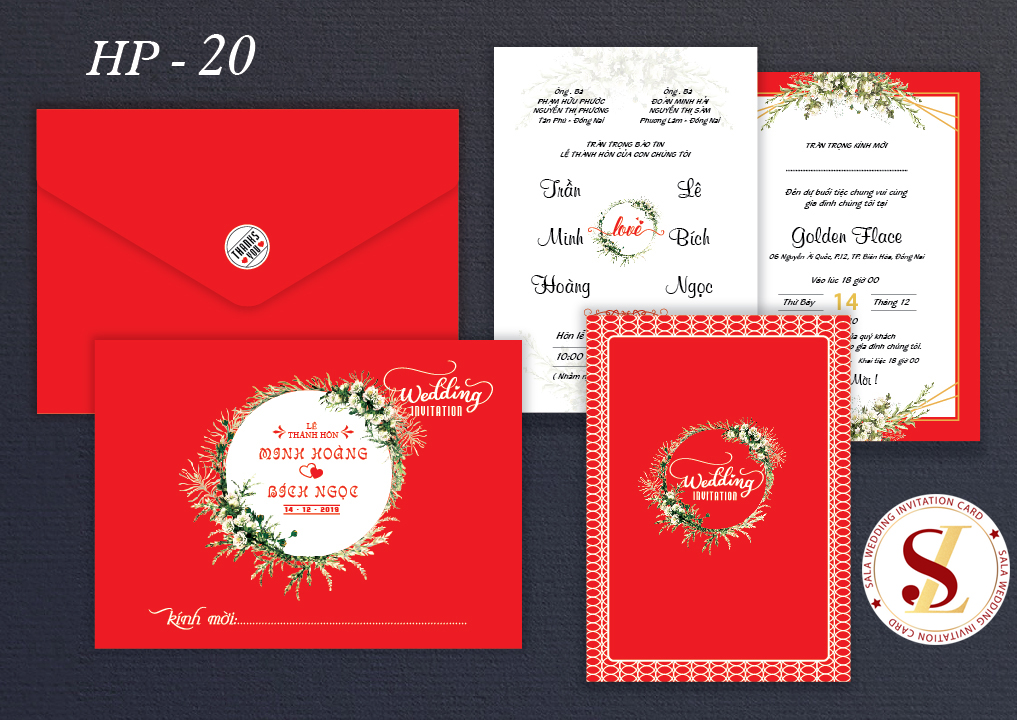 HP - 20
THANKS
YOU
Ông . Bà
PHẠM HỮU PHƯỚC
NGUYỄN THỊ PHƯƠNG
Tân Phú - Đồng Nai
Ông . Bà
ĐOÀN MINH HẢI
NGUYỄN THỊ SÂM
Phương Lâm - Đồng Nai
TRÂN TRỌNG BÁO TIN
LỄ THÀNH HÔN CỦA CON CHÚNG TÔI
Trần
Minh
Hoàng
love
Lê
Bích
Ngọc
Hôn lễ
10:00
( Nhằm n
TRÂN TRỌNG KÍNH MỜI
Đến dự buổi tiệc chung vui cùng
gia đình chúng tôi tại
Golden Flace
06 Nguyễn Ái Quốc, P.12, TP. Biên Hòa, Đồng Nai
Vào lúc 18 giờ 00
Thứ Bảy 14 Tháng 12
của quý khách
o gia đình chúng tôi.
Khai tiệc 18 giờ 00
Mời !
Wedding
INVITATION
LỄ
THÀNH HÔN
MINH HOÀNG
BÍCH NGỌC
14 - 12 - 2019
kính mời:
Wedding
INVITATION
SALA WEDDING INVITATION CARD
SL
SALA WEDDING INVITATION CARD